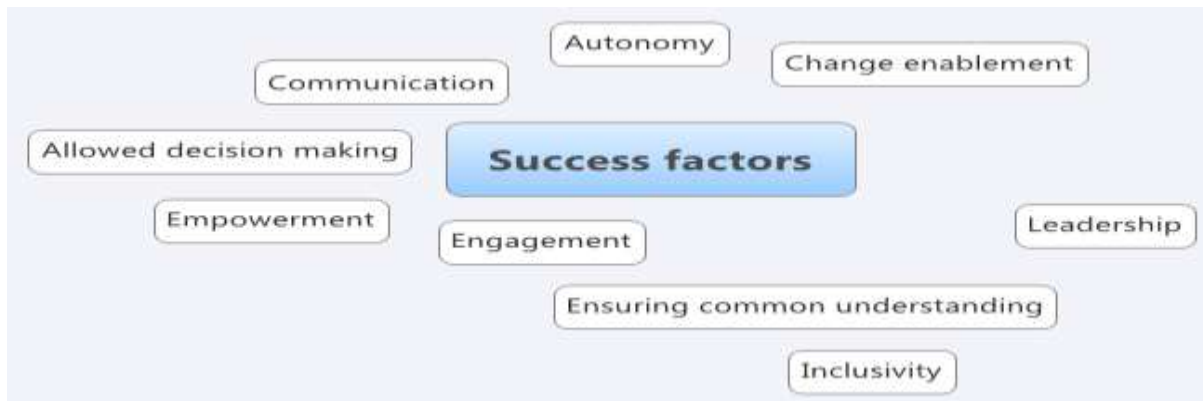 Autonomy
Change enablement
Communication
Allowed decision making
Success factors
Empowerment
Leadership
Engagement
Ensuring common understanding
Inclusivity